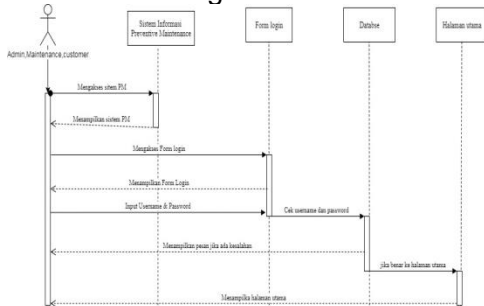 Sistem Informasi
Preventive Maintenance
Form login
Databse
Halaman utama
Admin,Maintenance,customer
Mengakses sitem PM
Menampilkan sistem PM
Mengakses Form login
Menampilkan Form Login
Input Username & Password
Cek username dan password
Menampilkan pesan jika ada kesalahan
jika benar ke halaman utama
Menampilka halaman utama